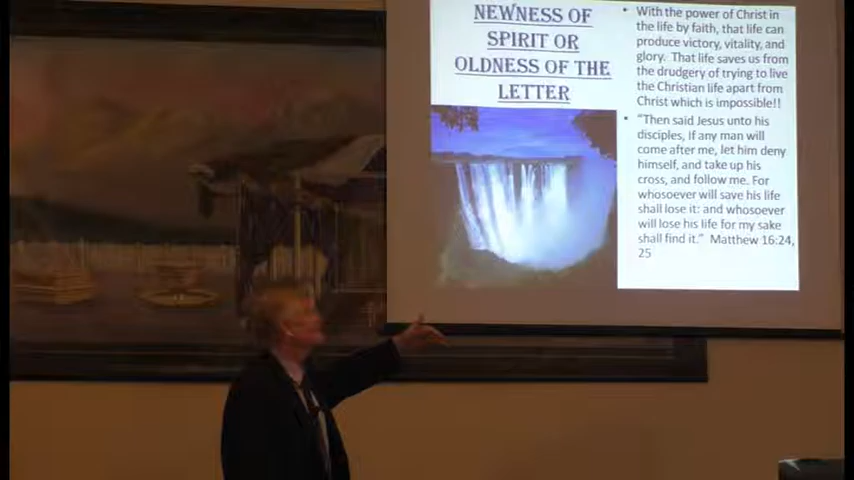 NEWNESS OF
SPIRIT OR
OLDNESS OF THE
LETTER
• With the power of Christ in
the life by faith, that life can
produce victory, vitality, and
glory. That life saves us from
the drudgery of trying to live
the Christian life apart from
Christ which is impossible!!
• "Then said Jesus unto his
disciples, If any man will
come after me, let him deny
himself, and take up his
cross, and follow me. For
whosoever will save his life
shall lose it: and whosoever
will lose his life for my sake
shall find it." Matthew 16:24,
25